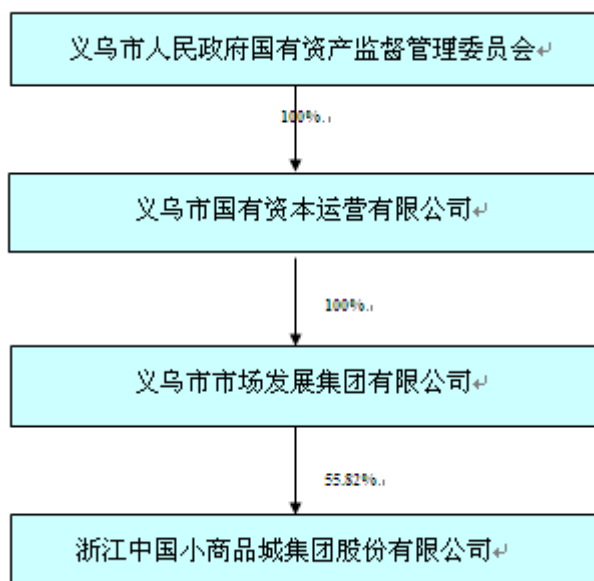 义乌市人民政府国有资产监督管理委员会↵
100%.↓
义乌市国有资本运营有限公司↵
100%.↓
义乌市市场发展集团有限公司↵
55.82%.↓
浙江中国小商品城集团股份有限公司↵